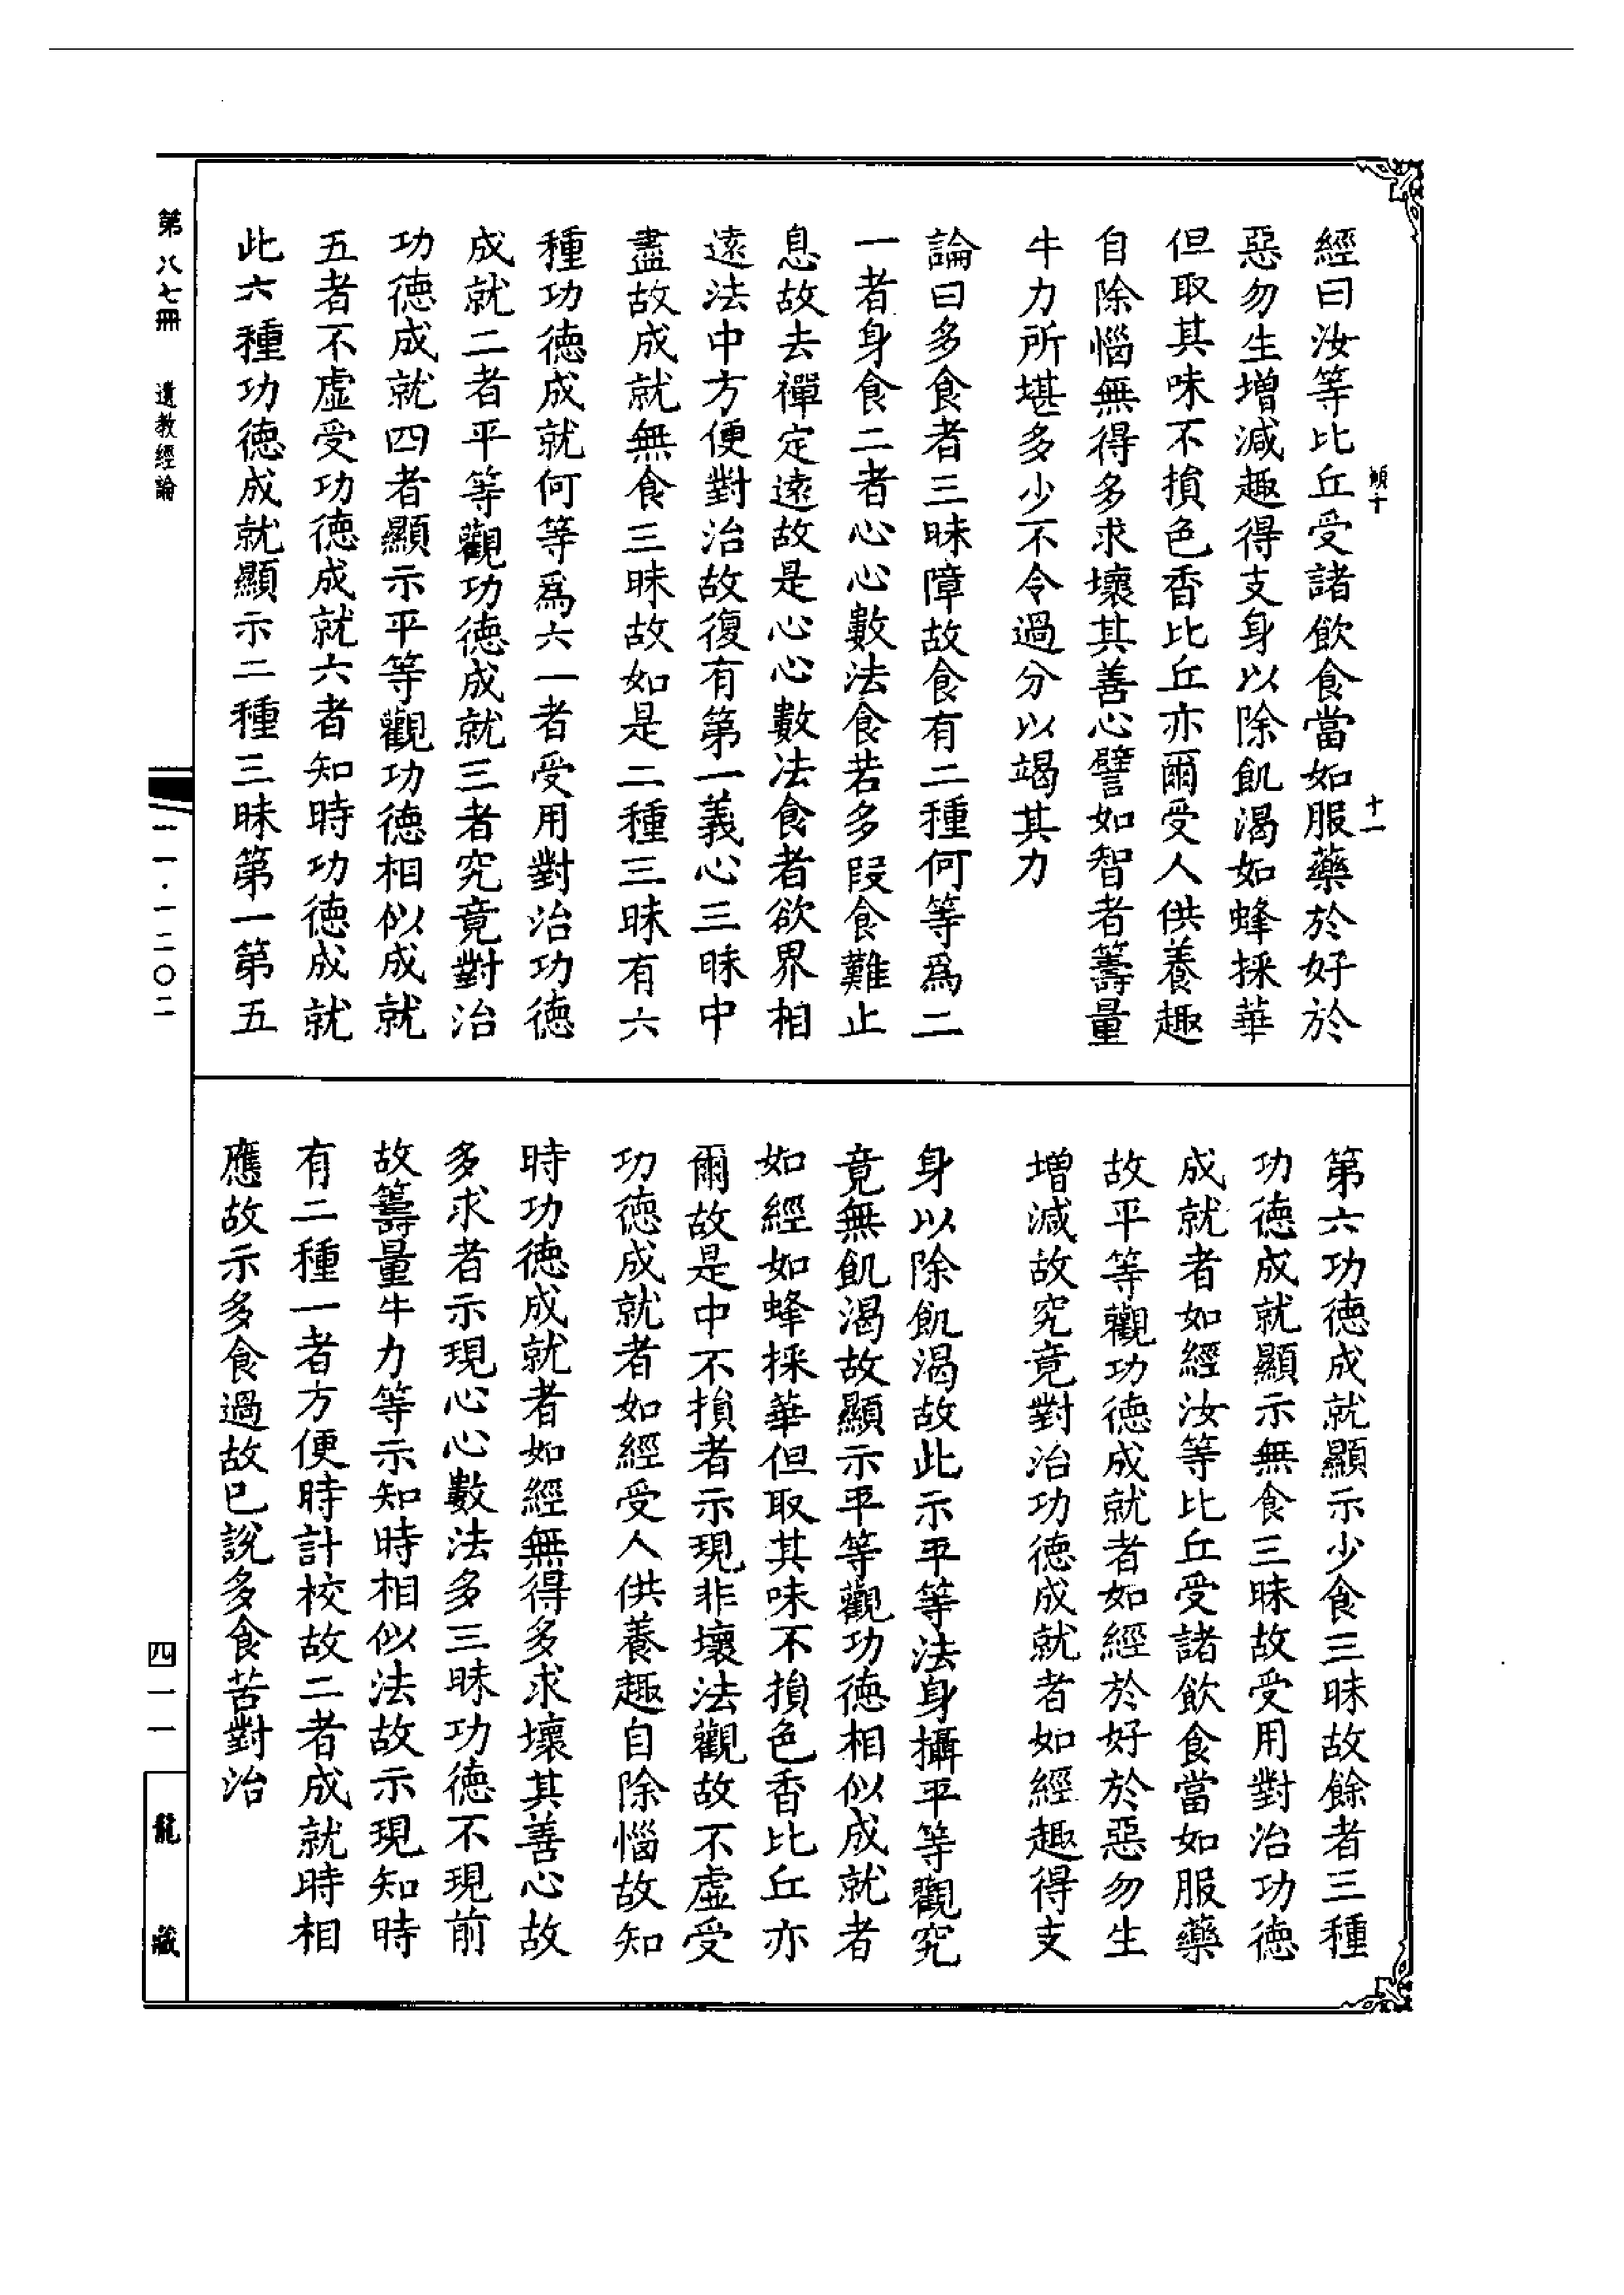 經曰汝等比丘受諸飲食當如服藥於好於
惡勿生增減趣得支身以除飢渴如蜂採華
但取其味不損色香比丘亦爾受人供養趣
自除惱無得多求壞其善心譬如智者籌量
牛力所堪多少不令過分以竭其力
論曰多食者三昧障故食有二種何等爲二
一者身食二者心心數法食若多段食難止
息故去禪定遠故是心心數法食者欲界相
遠法中方便對治故復有第一義心三昧中
盡故成就無食三昧故如是二種三昧有六
種功德成就何等爲六一者受用對治功德
成就二者平等觀功德成就三者究竟對治
功德成就四者顯示平等觀功德相似成就
五者不虛受功德成就六者知時功德成就
此六種功德成就顯示二種三昧第一第五
第六功德成就顯示少食三昧故餘者三種
功德成就顯示無食三昧故受用對治功德
成就者如經汝等比丘受諸飲食當如服藥
故平等觀功德成就者如經於好於惡勿生
增減故究竟對治功德成就者如經趣得支
身以除飢渴故此示平等法身攝平等觀究
竟無飢渴故顯示平等觀功德相似成就者
如經如蜂採華但取其味不損色香比丘亦
爾故是中不損者示現非壞法觀故不虛受
功德成就者如經受人供養趣自除惱故知
時功德成就者如經無得多求壞其善心故
多求者示現心心數法多三昧功德不現前
故籌量牛力等示知時相似法故示現知時
有二種一者方便時計校故二者成就時相
應故示多食過故已說多食苦對治
十一
第八七冊 遺教經論
一一·一二〇二
四一一
龍藏